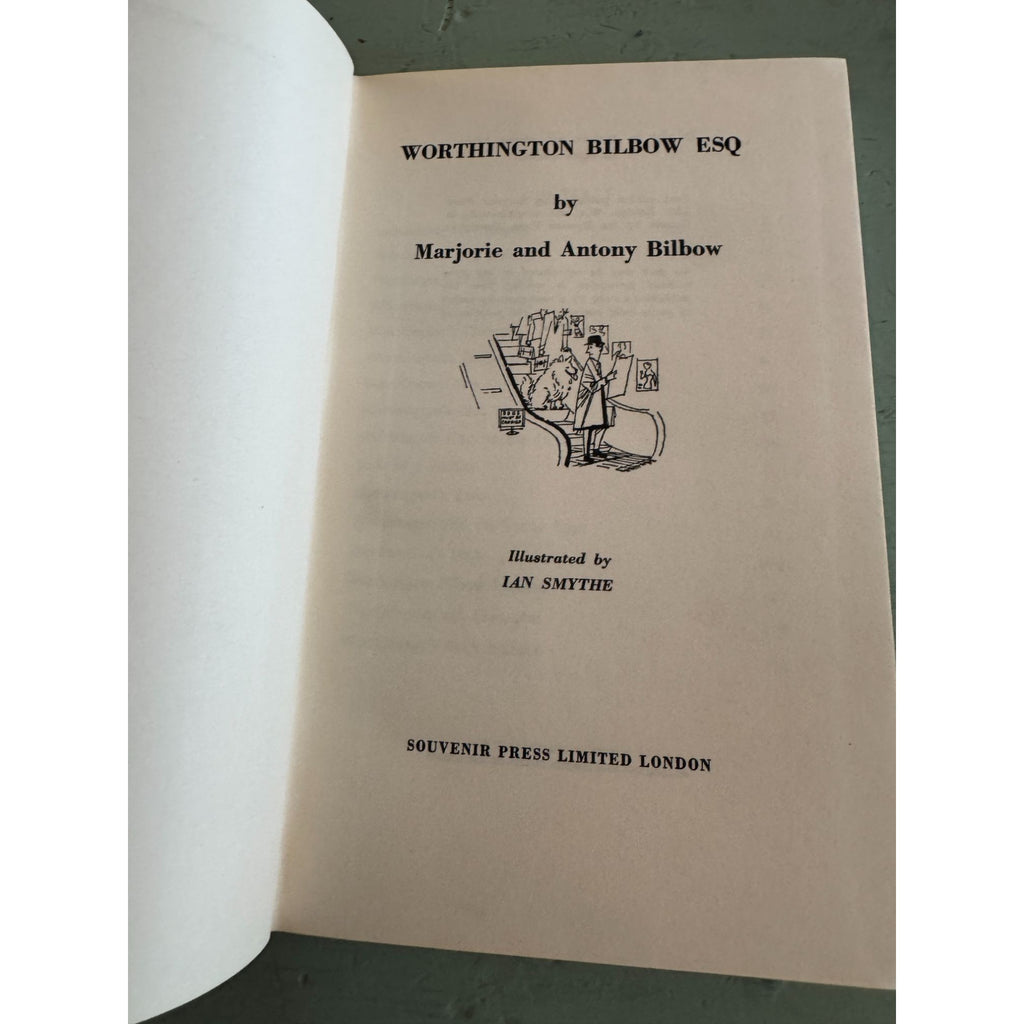 WORTHINGTON BILBOW ESQ
by
Marjorie and Antony Bilbow
Illustrated by
IAN SMYTHE
SOUVENIR PRESS LIMITED LONDON